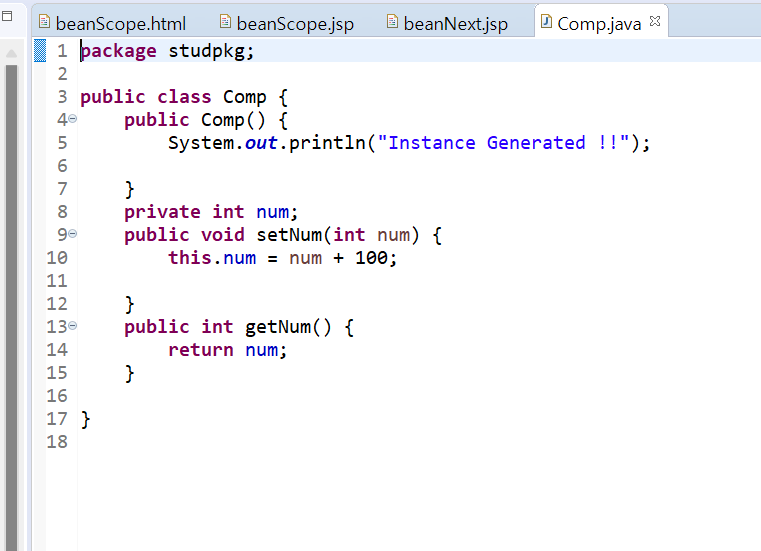 beanScope.html beanScope.jsp beanNext.jsp Comp.java
1 package studpkg;
2
3 public class Comp {
4 public Comp() {
5 System.out.println("Instance Generated !!");
6
7 }
8 private int num;
9 public void setNum(int num) {
10 this.num = num + 100;
11
12 }
13 public int getNum() {
14 return num;
15 }
16
17 }
18